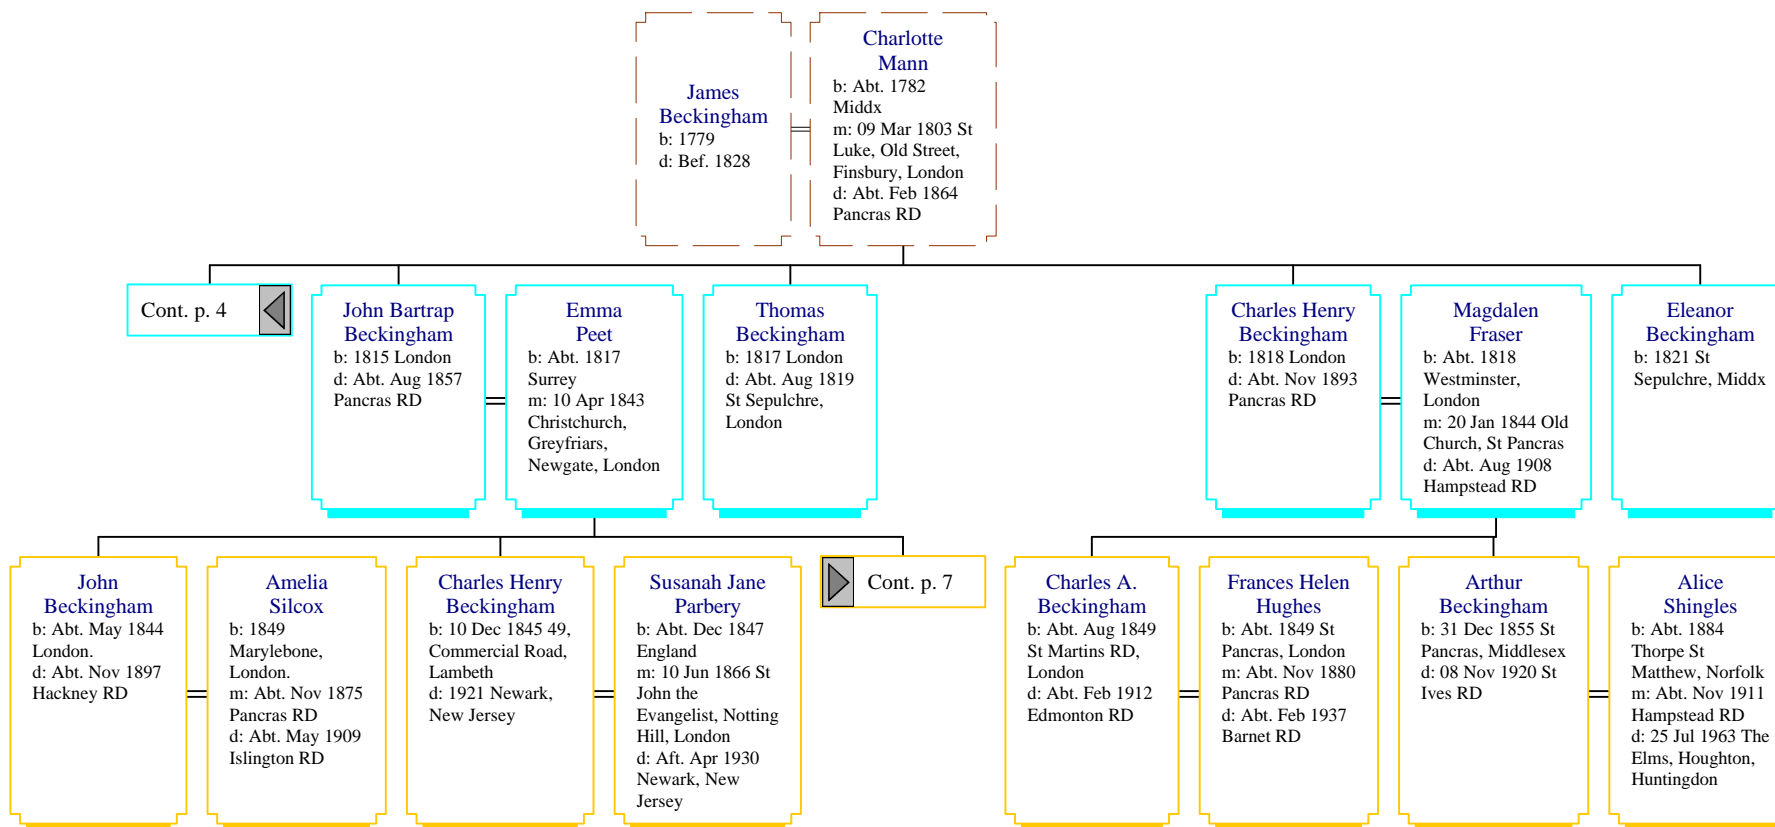 James
Beckingham
b: 1779
d: Bef. 1828
Charlotte
Mann
b: Abt. 1782
Middx
m: 09 Mar 1803 St
Luke, Old Street,
Finsbury, London
d: Abt. Feb 1864
Pancras RD
Cont. p. 4
John Bartrap
Beckingham
b: 1815 London
d: Abt. Aug 1857
Pancras RD
Emma
Peet
b: Abt. 1817
Surrey
m: 10 Apr 1843
Christchurch,
Greyfriars,
Newgate, London
Thomas
Beckingham
b: 1817 London
d: Abt. Aug 1819
St Sepulchre,
London
Charles Henry
Beckingham
b: 1818 London
d: Abt. Nov 1893
Pancras RD
Magdalen
Fraser
b: Abt. 1818
Westminster,
London
m: 20 Jan 1844 Old
Church, St Pancras
d: Abt. Aug 1908
Hampstead RD
Eleanor
Beckingham
b: 1821 St
Sepulchre, Middx
John
Beckingham
b: Abt. May 1844
London.
d: Abt. Nov 1897
Hackney RD
Amelia
Silcox
b: 1849
Marylebone,
London.
m: Abt. Nov 1875
Pancras RD
d: Abt. May 1909
Islington RD
Charles Henry
Beckingham
b: 10 Dec 1845 49,
Commercial Road,
Lambeth
d: 1921 Newark,
New Jersey
Susanah Jane
Parbery
b: Abt. Dec 1847
England
m: 10 Jun 1866 St
John the
Evangelist, Notting
Hill, London
d: Aft. Apr 1930
Newark, New
Jersey
Cont. p. 7
Charles A.
Beckingham
b: Abt. Aug 1849
St Martins RD,
London
d: Abt. Feb 1912
Edmonton RD
Frances Helen
Hughes
b: Abt. 1849 St
Pancras, London
m: Abt. Nov 1880
Pancras RD
d: Abt. Feb 1937
Barnet RD
Arthur
Beckingham
b: 31 Dec 1855 St
Pancras, Middlesex
d: 08 Nov 1920 St
Ives RD
Alice
Shingles
b: Abt. 1884
Thorpe St
Matthew, Norfolk
m: Abt. Nov 1911
Hampstead RD
d: 25 Jul 1963 The
Elms, Houghton,
Huntingdon